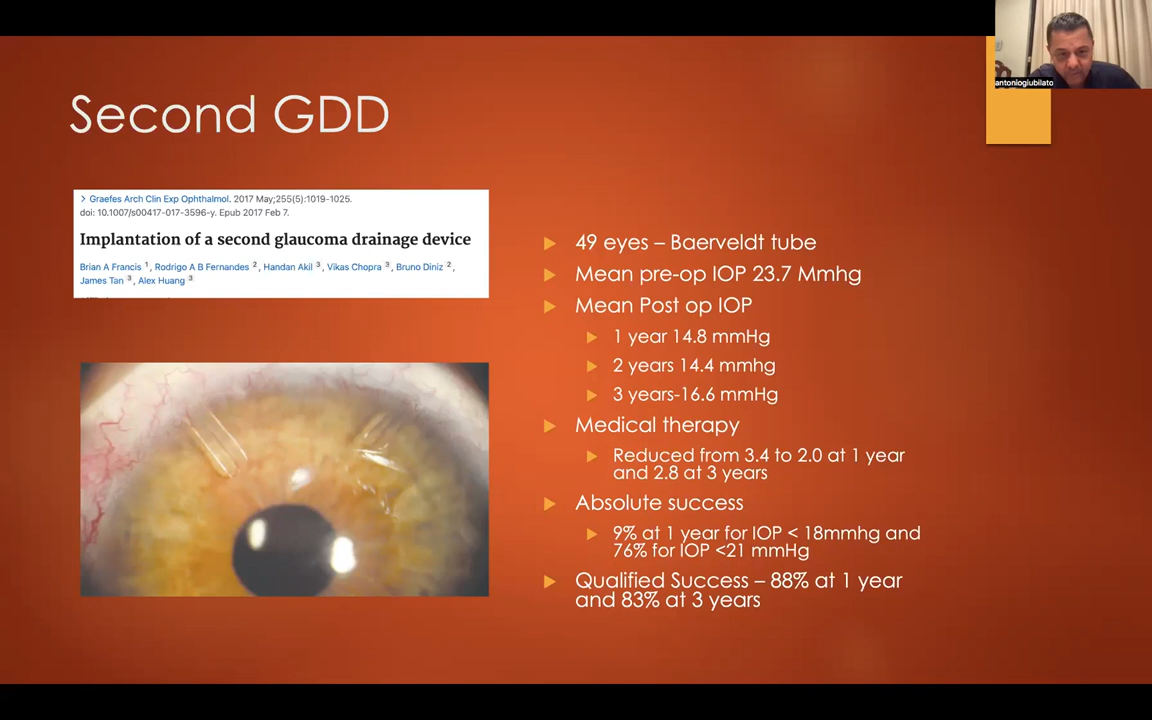 antonioglubilato
Second GDD
> Graefes Arch Clin Exp Ophthalmol. 2017 May;255(5):1019-1025.
doi: 10.1007/s00417-017-3596-y. Epub 2017 Feb 7.
Implantation of a second glaucoma drainage device
Brian A Francis 1, Rodrigo A B Fernandes 2, Handan Akil 3, Vikas Chopra 3, Bruno Diniz 2,
James Tan 3, Alex Huang 3
49 eyes – Baerveldt tube
Mean pre-op IOP 23.7 Mmhg
Mean Post op IOP
1 year 14.8 mmHg
2 years 14.4 mmhg
3 years-16.6 mmHg
Medical therapy
Reduced from 3.4 to 2.0 at 1 year
and 2.8 at 3 years
Absolute success
9% at 1 year for IOP < 18mmhg and
76% for IOP <21 mmHg
Qualified Success – 88% at 1 year
and 83% at 3 years